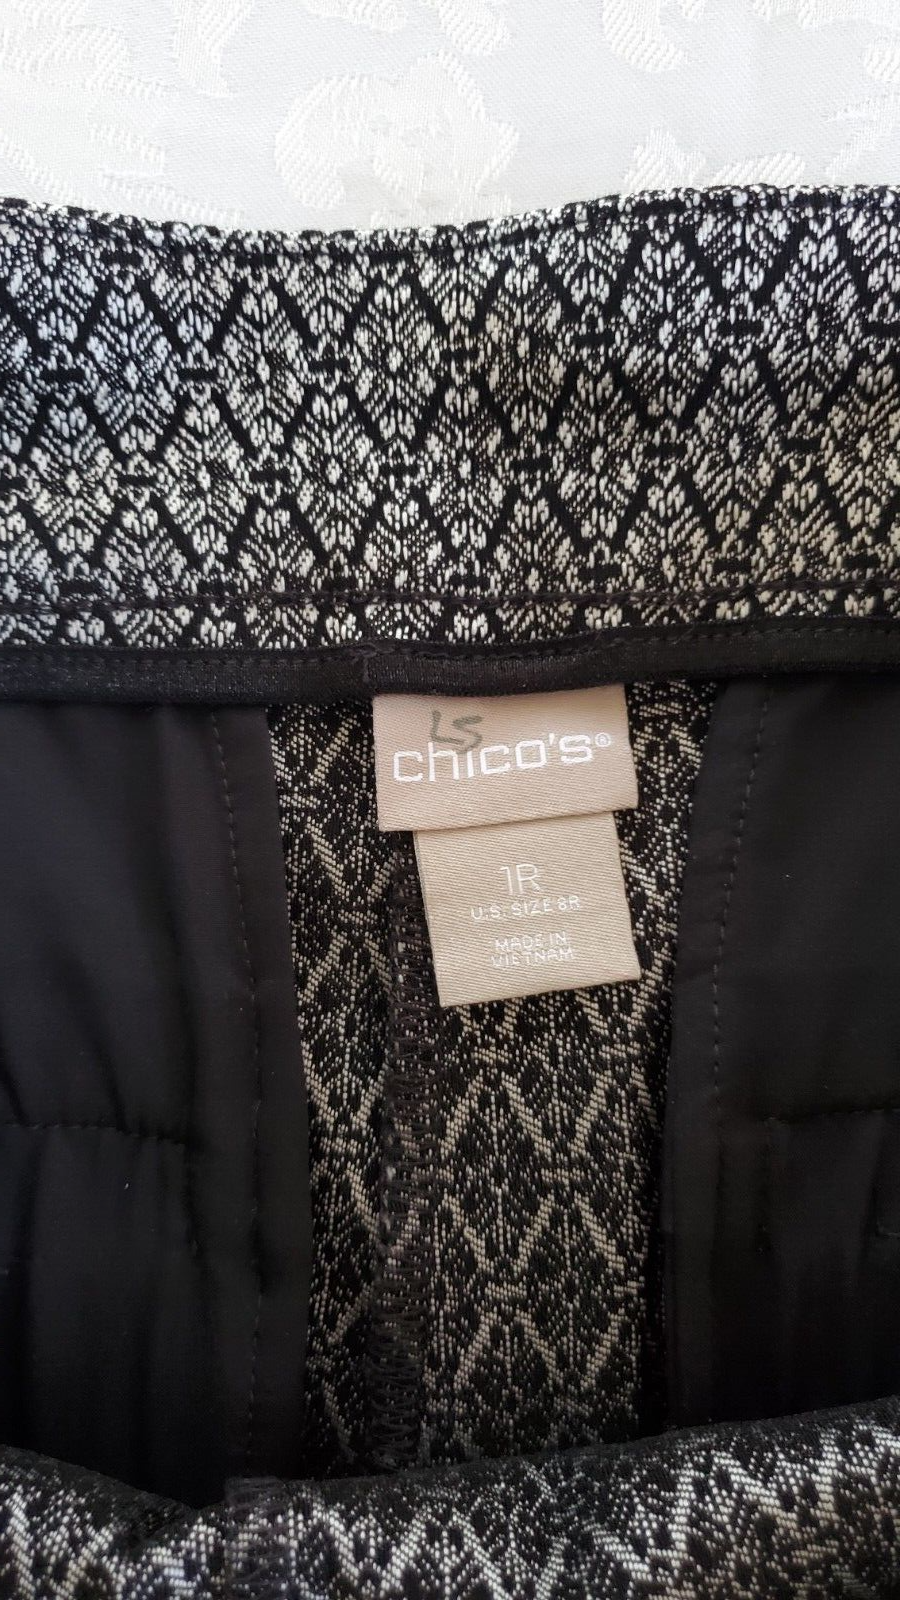 LS
chico's®
1R
U.S. SIZE 8R
MADE IN
VIETNAM